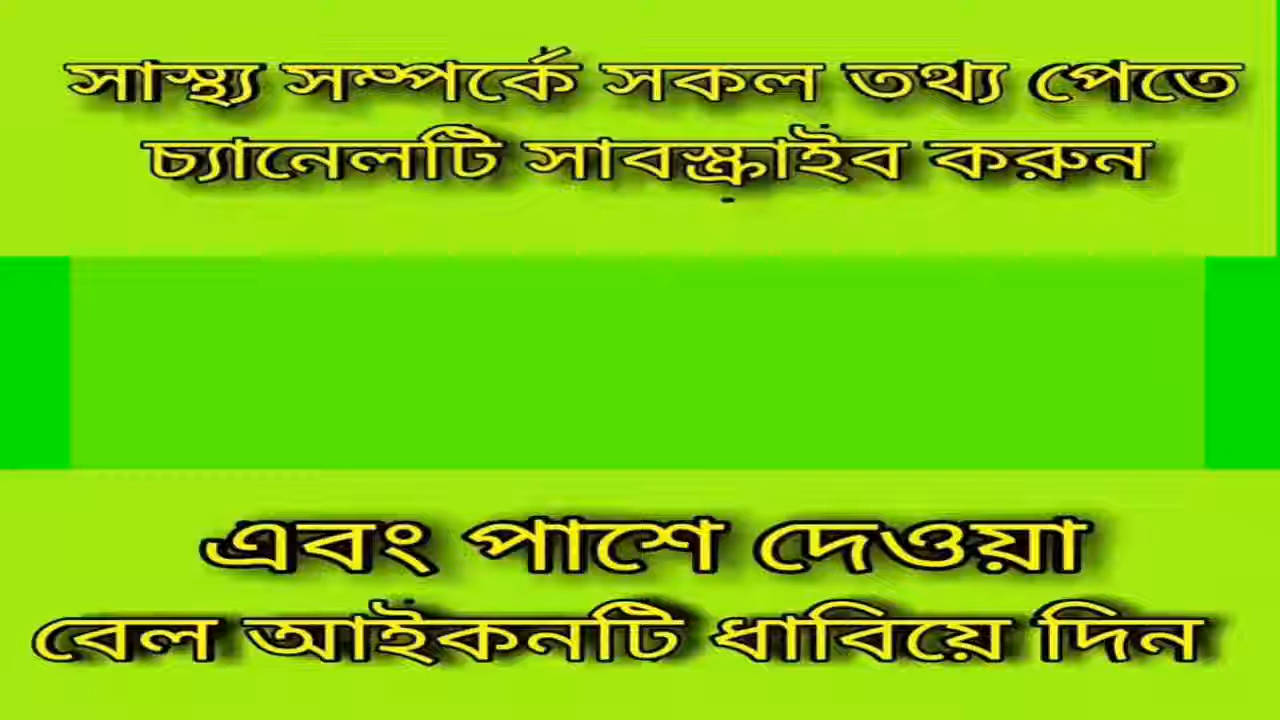 সাস্থ্য সম্পর্কে সকল তথ্য পেতে
চ্যানেলটি সাবস্ক্রাইব করুন
এবং পাশে দেওয়া
বেল আইকনটি ধাবিয়ে দিন